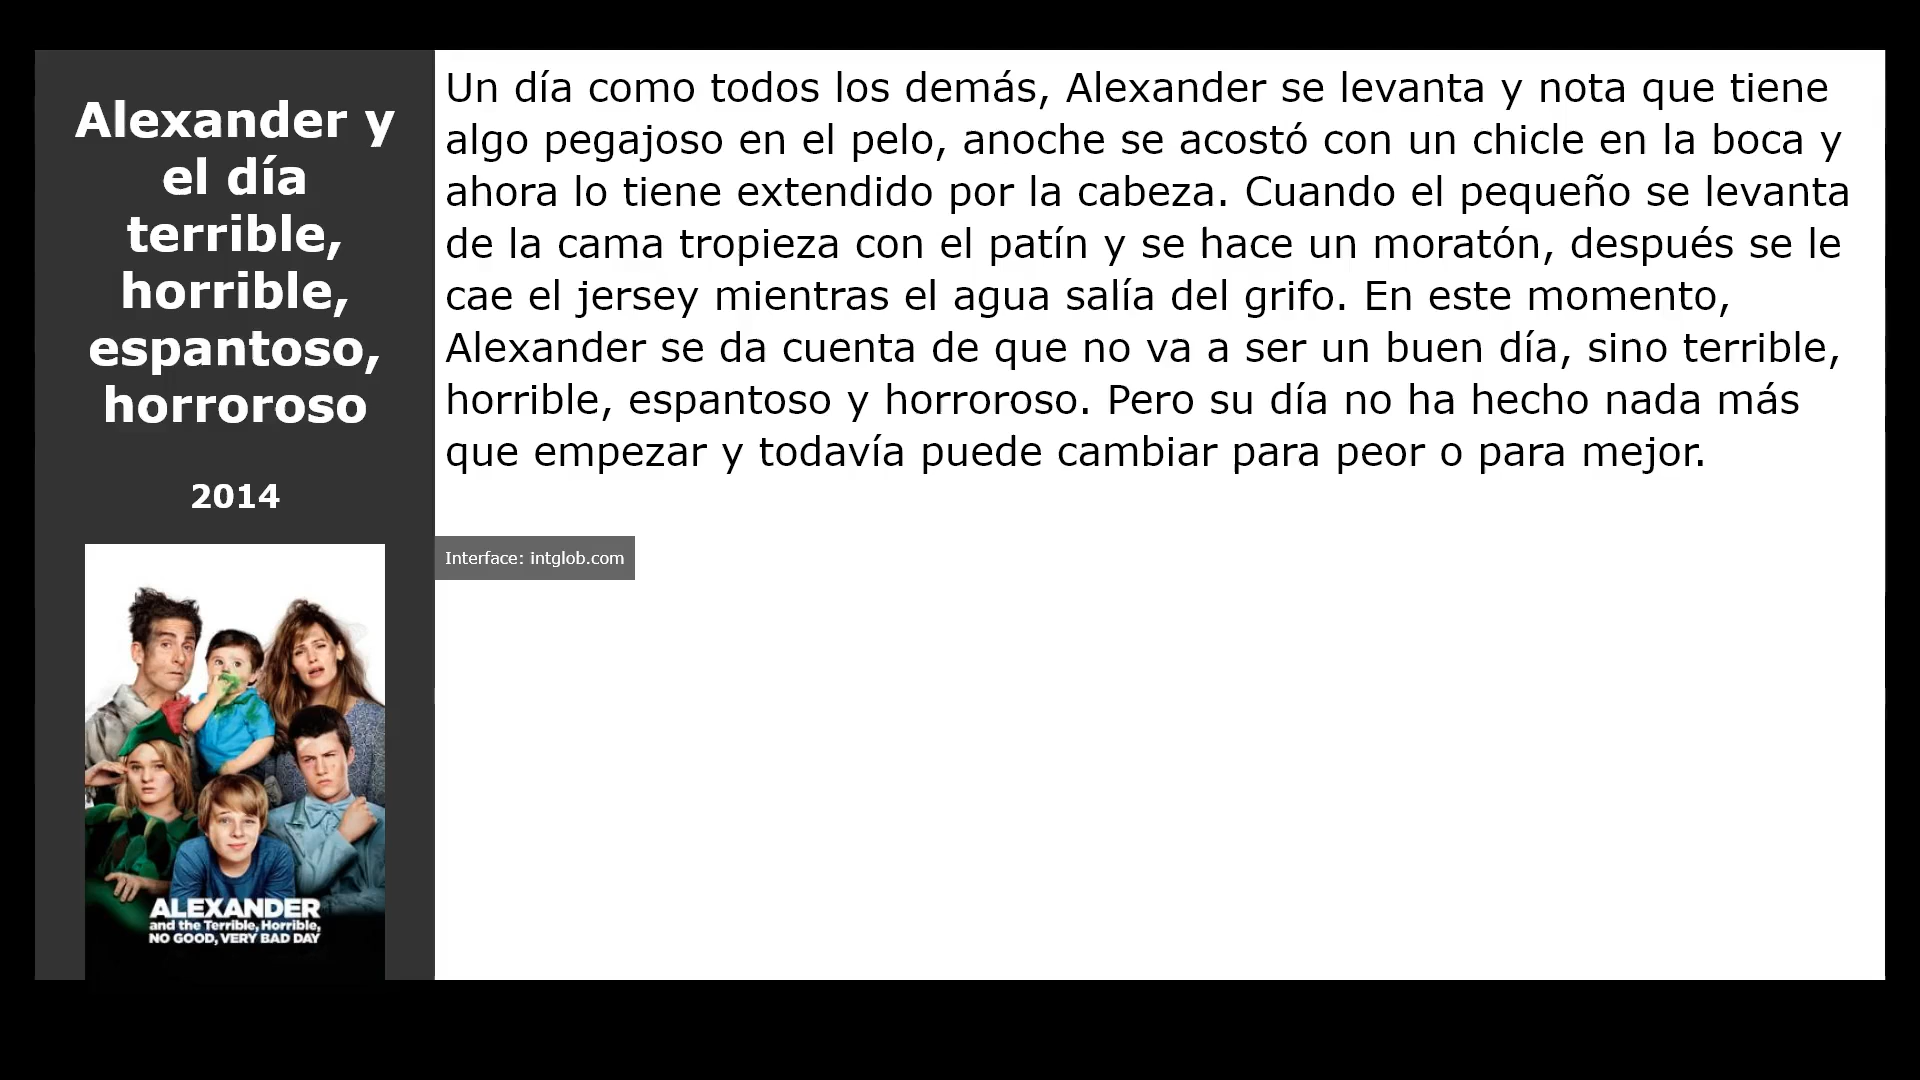 Alexander y
el día
terrible,
horrible,
espantoso,
horroroso
2014
ALEXANDER
and the Terrible, Horrible,
NO GOOD, VERY BAD DAY
Un día como todos los demás, Alexander se levanta y nota que tiene
algo pegajoso en el pelo, anoche se acostó con un chicle en la boca y
ahora lo tiene extendido por la cabeza. Cuando el pequeño se levanta
de la cama tropieza con el patín y se hace un moratón, después se le
cae el jersey mientras el agua salía del grifo. En este momento,
Alexander se da cuenta de que no va a ser un buen día, sino terrible,
horrible, espantoso y horroroso. Pero su día no ha hecho nada más
que empezar y todavía puede cambiar para peor o para mejor.
Interface: intglob.com